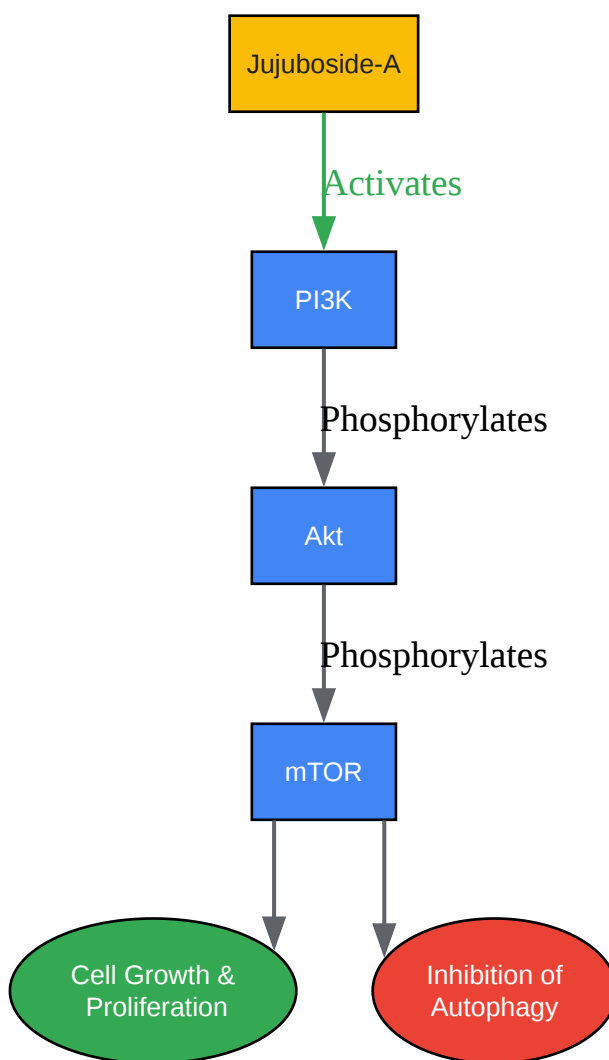 Jujuboside-A
Activates
PI3K
Phosphorylates
Akt
Phosphorylates
mTOR
Cell Growth &
Proliferation
Inhibition of
Autophagy